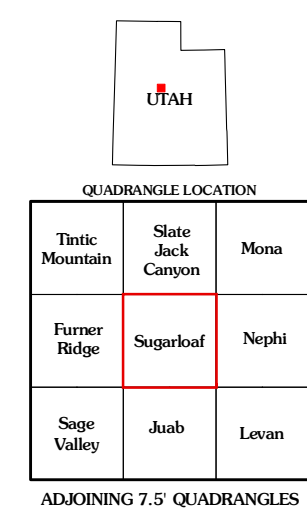 UTAH
QUADRANGLE LOCATION
Tintic
Mountain
Slate
Jack
Canyon
Mona
Furner
Ridge
Sugarloaf
Nephi
Sage
Valley
Juab
Levan
ADJOINING 7.5' QUADRANGLES